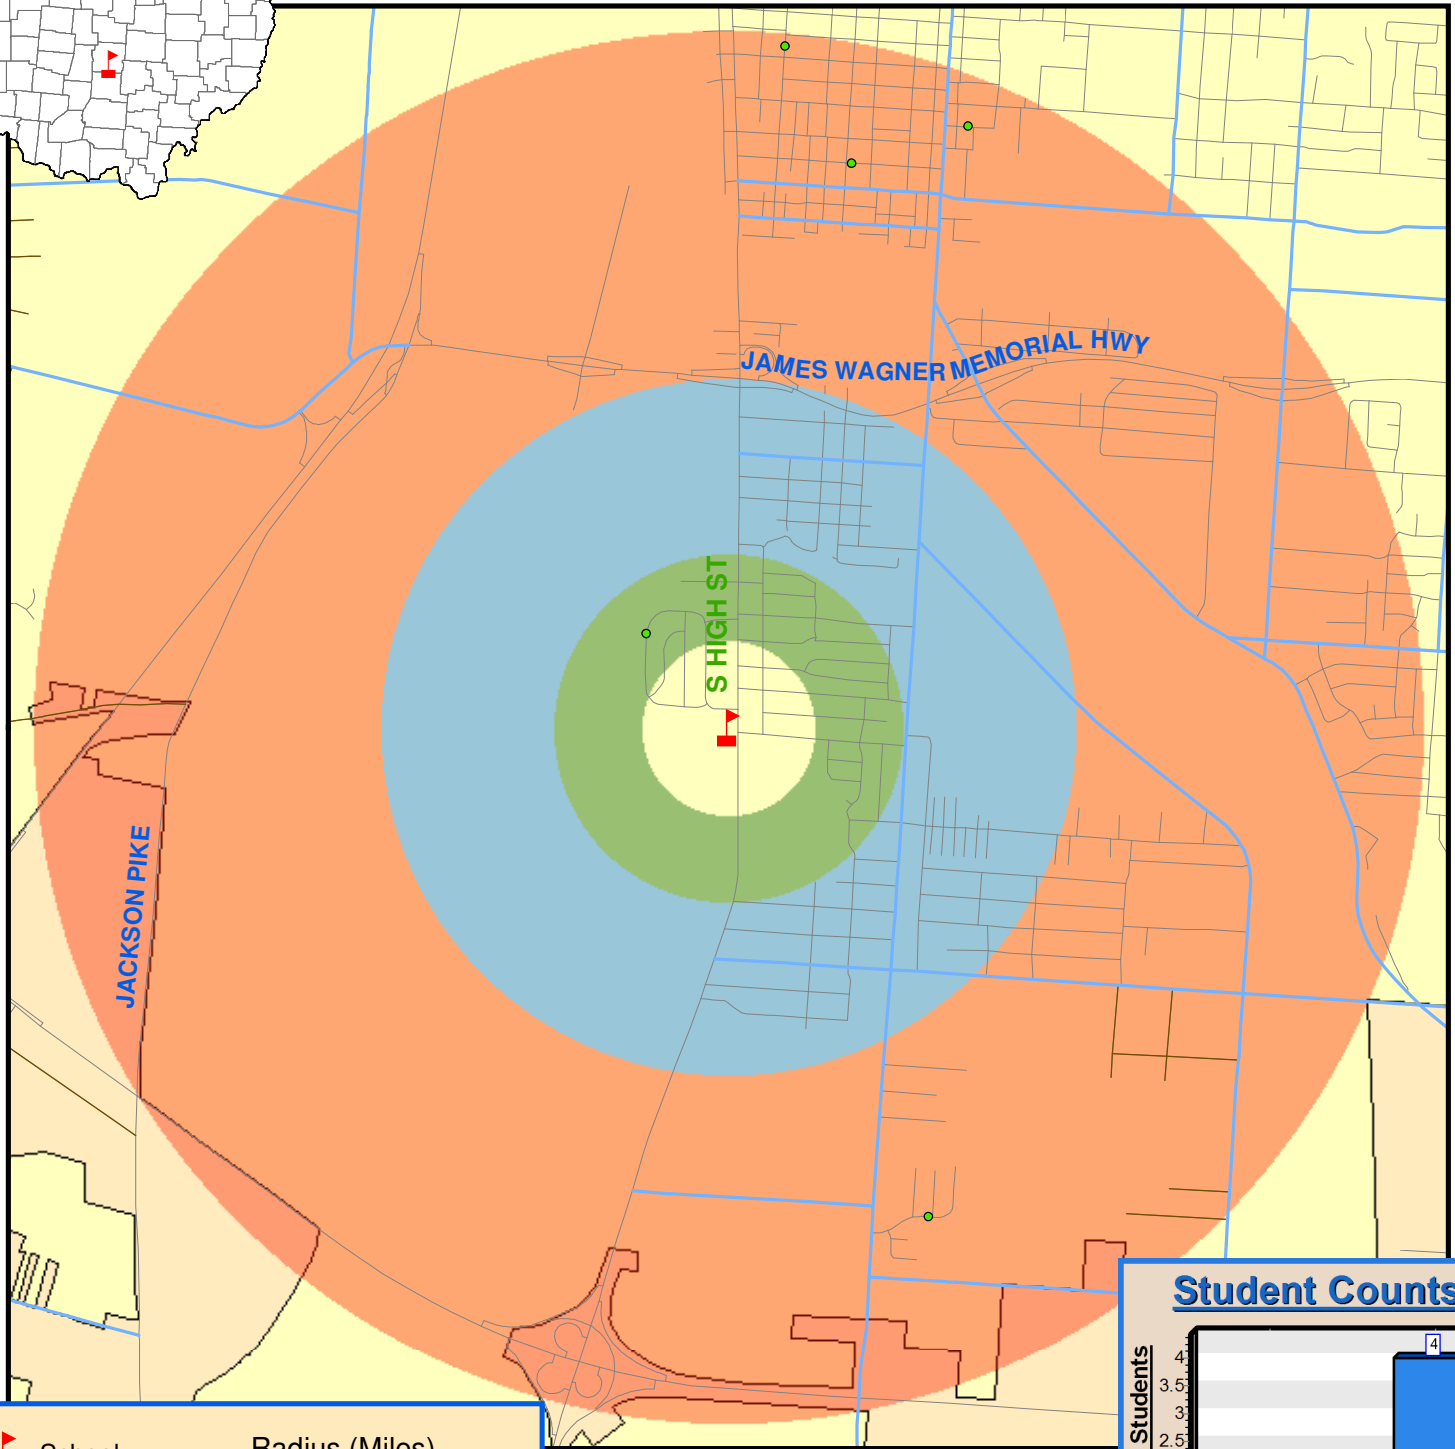 JAMES WAGNER MEMORIAL HWY
S HIGH ST
JACKSON PIKE
Student Counts
4
Students
4
3.5
3
2.5
School
Radius (Miles)